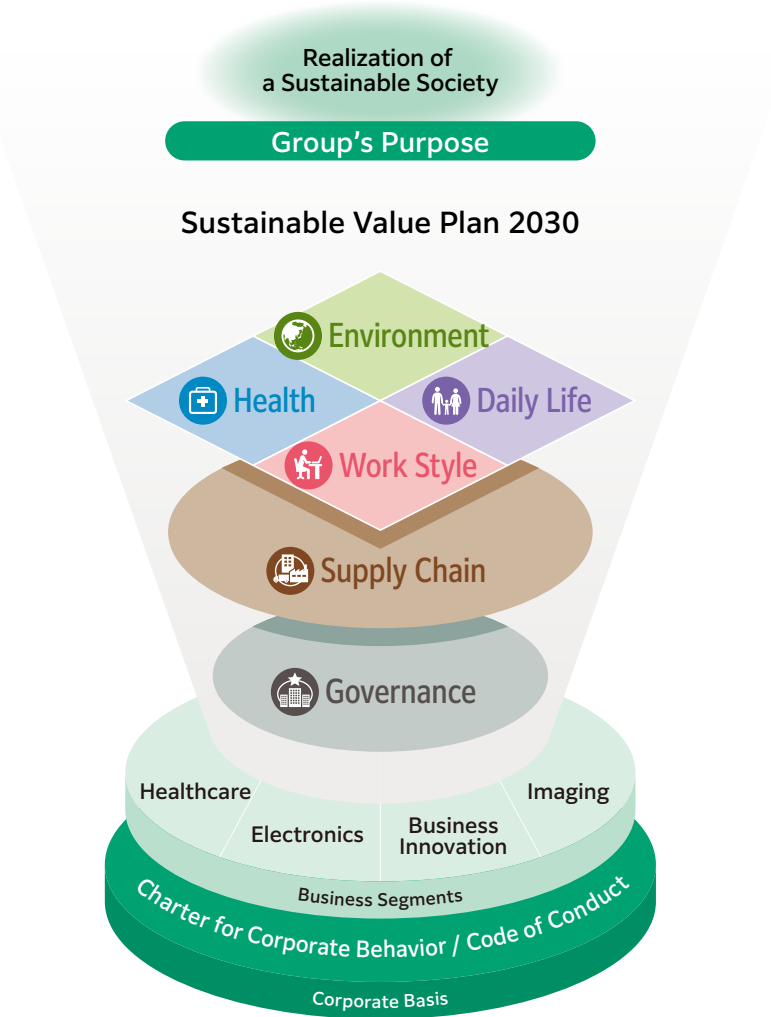 Realization of
a Sustainable Society
Group's Purpose
Sustainable Value Plan 2030
Environment
Health
Daily Life
Work Style
Supply Chain
Governance
Healthcare
Electronics
Business
Innovation
Imaging
Business Segments
Charter for Corporate Behavior / Code of Conduct
Corporate Basis